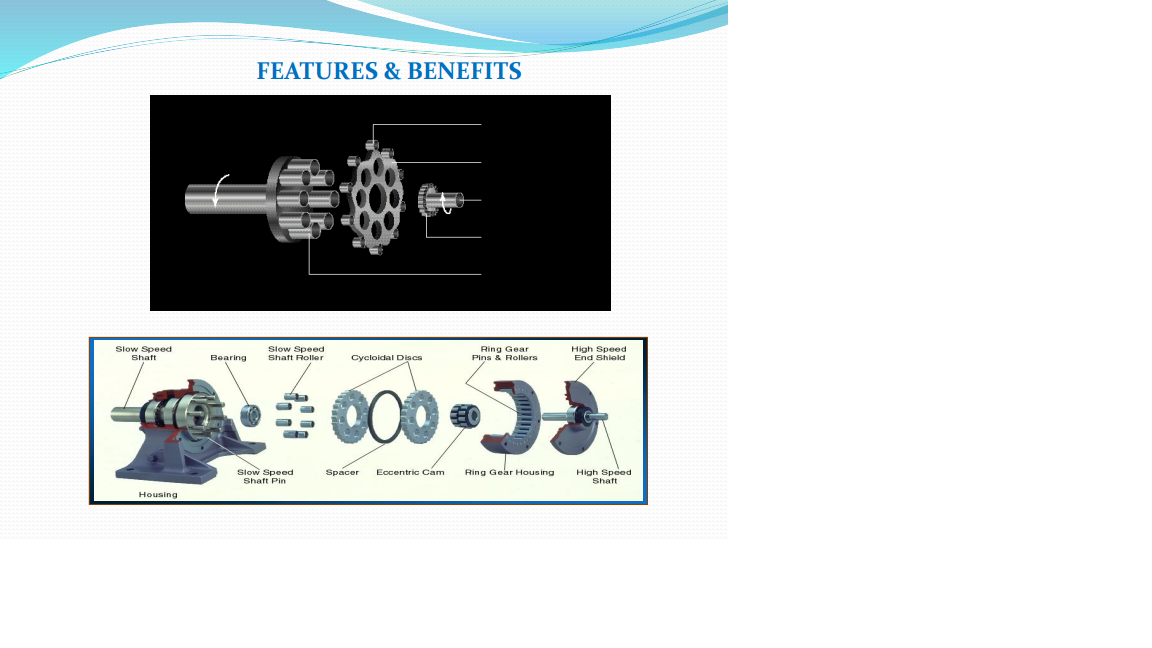 FEATURES & BENEFITS
Slow Speed
Shaft
Bearing
Slow Speed
Shaft Roller
Cycloidal Discs
Ring Gear
Pins & Rollers
High Speed
End Shield
Slow Speed
Shaft Pin
Spacer
Eccentric Cam
Ring Gear Housing
High Speed
Shaft
Housing